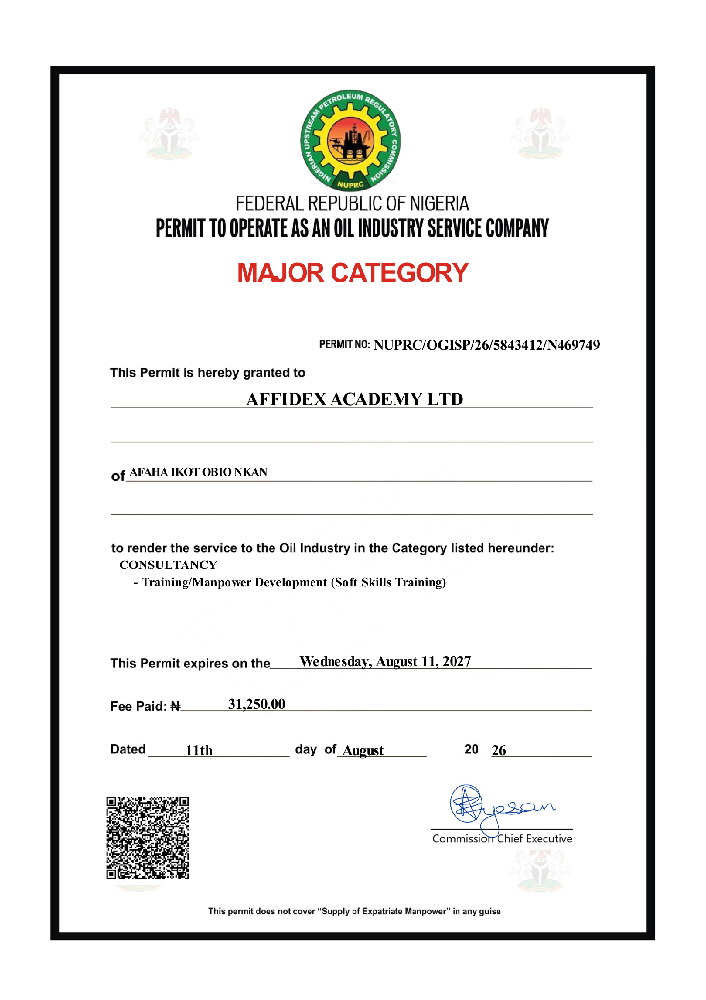 NIGERIAN UPSTREAM PETROLEUM REGULATORY COMMISSION
NUPRC
FEDERAL REPUBLIC OF NIGERIA
PERMIT TO OPERATE AS AN OIL INDUSTRY SERVICE COMPANY
MAJOR CATEGORY
PERMIT NO: NUPRC/OGISP/26/5843412/N469749
This Permit is hereby granted to
AFFIDEX ACADEMY LTD
of AFAHA IKOT OBIO NKAN
to render the service to the Oil Industry in the Category listed hereunder:
CONSULTANCY
- Training/Manpower Development (Soft Skills Training)
This Permit expires on the Wednesday, August 11, 2027
Fee Paid: ₦ 31,250.00
Dated 11th day of August 20 26
Commission Chief Executive
This permit does not cover “Supply of Expatriate Manpower” in any guise